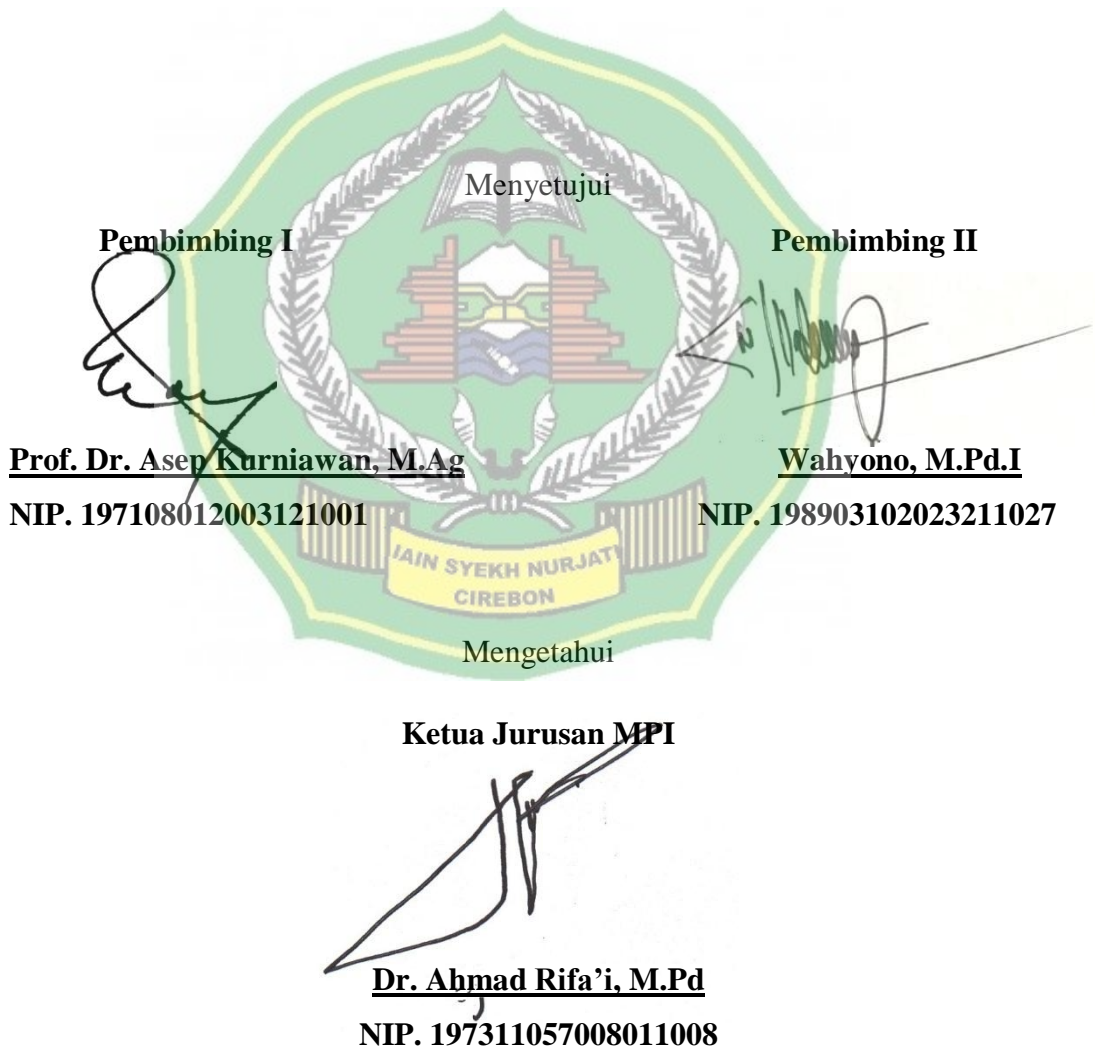 Menyetujui
Pembimbing I
Pembimbing II
Prof. Dr. Asep Kurniawan, M.Ag
Wahyono, M.Pd.I
NIP. 197108012003121001
NIP. 198903102023211027
IAIN SYEKH NURJATI
CIREBON
Mengetahui
Ketua Jurusan MPI
Dr. Ahmad Rifa’i, M.Pd
NIP. 197311057008011008